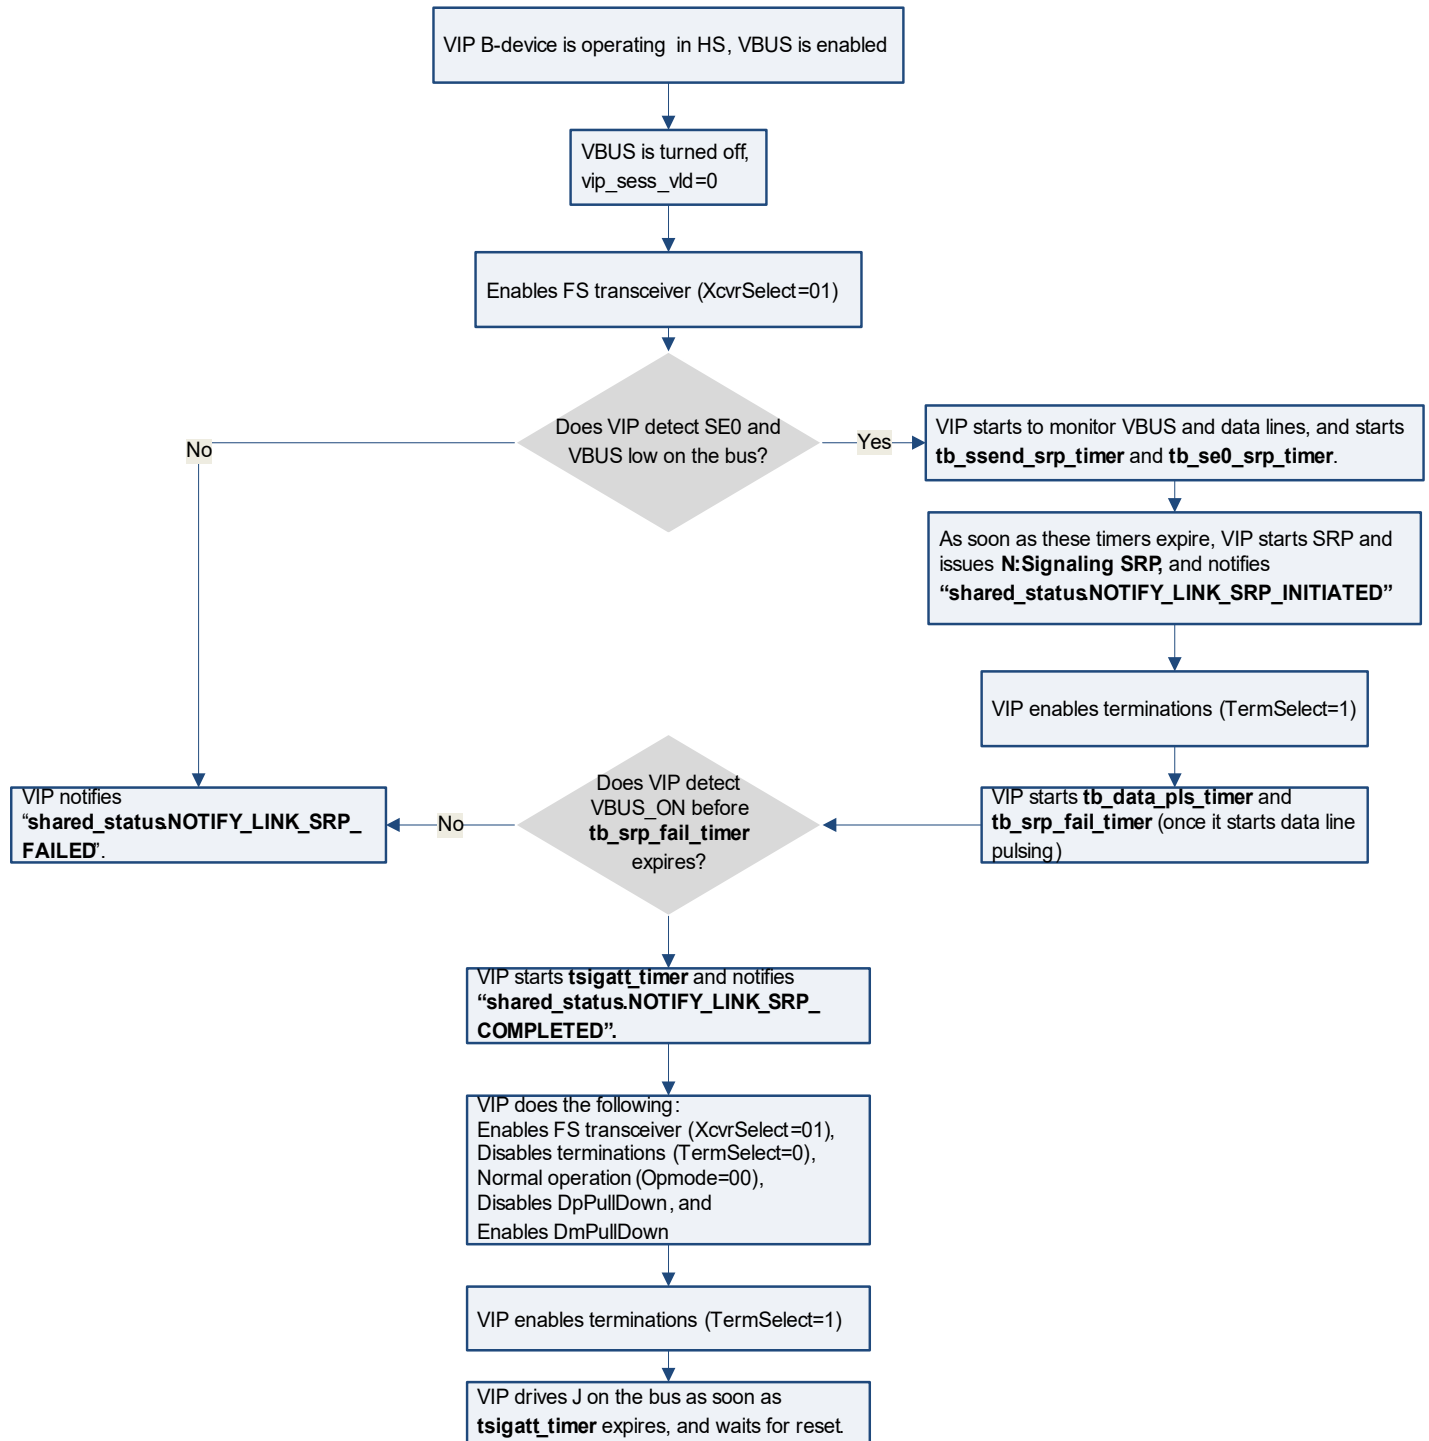 VIP B-device is operating in HS, VBUS is enabled
VBUS is turned off,
vip_sess_vld=0
Enables FS transceiver (XcvrSelect=01)
Does VIP detect SE0 and
VBUS low on the bus?
No
Yes
VIP starts to monitor VBUS and data lines, and starts
tb_ssend_srp_timer and tb_se0_srp_timer.
As soon as these timers expire, VIP starts SRP and
issues N:Signaling SRP, and notifies
“shared_status.NOTIFY_LINK_SRP_INITIATED”
VIP enables terminations (TermSelect=1)
VIP starts tb_data_pls_timer and
tb_srp_fail_timer (once it starts data line
pulsing)
Does VIP detect
VBUS_ON before
tb_srp_fail_timer
expires?
No
VIP notifies
“shared_status.NOTIFY_LINK_SRP_
FAILED”.
VIP starts tsigatt_timer and notifies
“shared_status.NOTIFY_LINK_SRP_
COMPLETED”.
VIP does the following:
Enables FS transceiver (XcvrSelect=01),
Disables terminations (TermSelect=0),
Normal operation (Opmode=00),
Disables DpPullDown, and
Enables DmPullDown
VIP enables terminations (TermSelect=1)
VIP drives J on the bus as soon as
tsigatt_timer expires, and waits for reset.